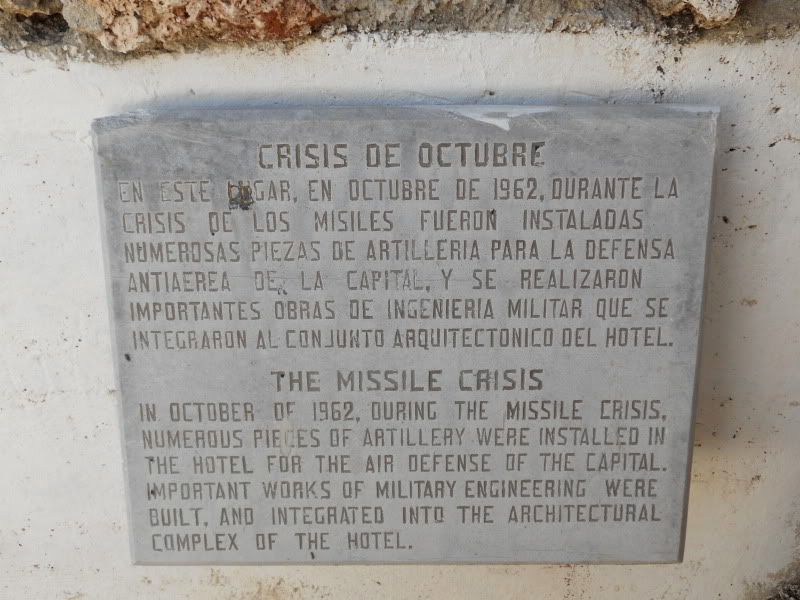 CRISIS DE OCTUBRE
EN ESTE LUGAR, EN OCTUBRE DE 1962, DURANTE LA
CRISIS DE LOS MISILES FUERON INSTALADAS
NUMEROSAS PIEZAS DE ARTILLERIA PARA LA DEFENSA
ANTIAEREA DE LA CAPITAL, Y SE REALIZARON
IMPORTANTES OBRAS DE INGENIERIA MILITAR QUE SE
INTEGRARON AL CONJUNTO ARQUITECTONICO DEL HOTEL.
THE MISSILE CRISIS
IN OCTOBER OF 1962, DURING THE MISSILE CRISIS,
NUMEROUS PIECES OF ARTILLERY WERE INSTALLED IN
THE HOTEL FOR THE AIR DEFENSE OF THE CAPITAL.
IMPORTANT WORKS OF MILITARY ENGINEERING WERE
BUILT, AND INTEGRATED INTO THE ARCHITECTURAL
COMPLEX OF THE HOTEL.